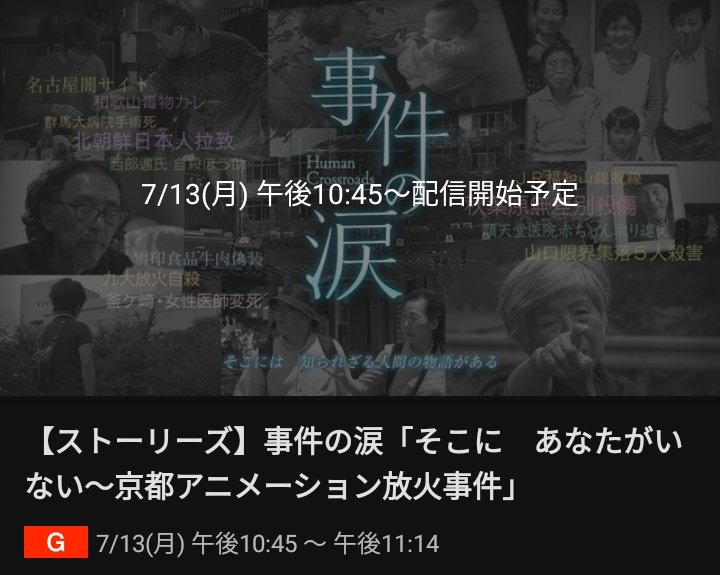 名古屋闇サイト
和歌山毒物カレー
群馬大病院手術死
北朝鮮日本人拉致
西部邁氏 自殺ほう助
事件の涙
Human
Crossroads
7/13(月) 午後10:45～配信開始予定
JR福知山線脱線
秋葉原無差別殺傷
順天堂医院赤ちゃん取り違え
山口限界集落５人殺害
雪印食品牛肉偽装
九大放火自殺
釜ケ崎・女性医師変死
そこには　知られざる人間の物語がある
【ストーリーズ】事件の涙「そこに　あなたがい
ない～京都アニメーション放火事件」
G 7/13(月) 午後10:45 ～ 午後11:14